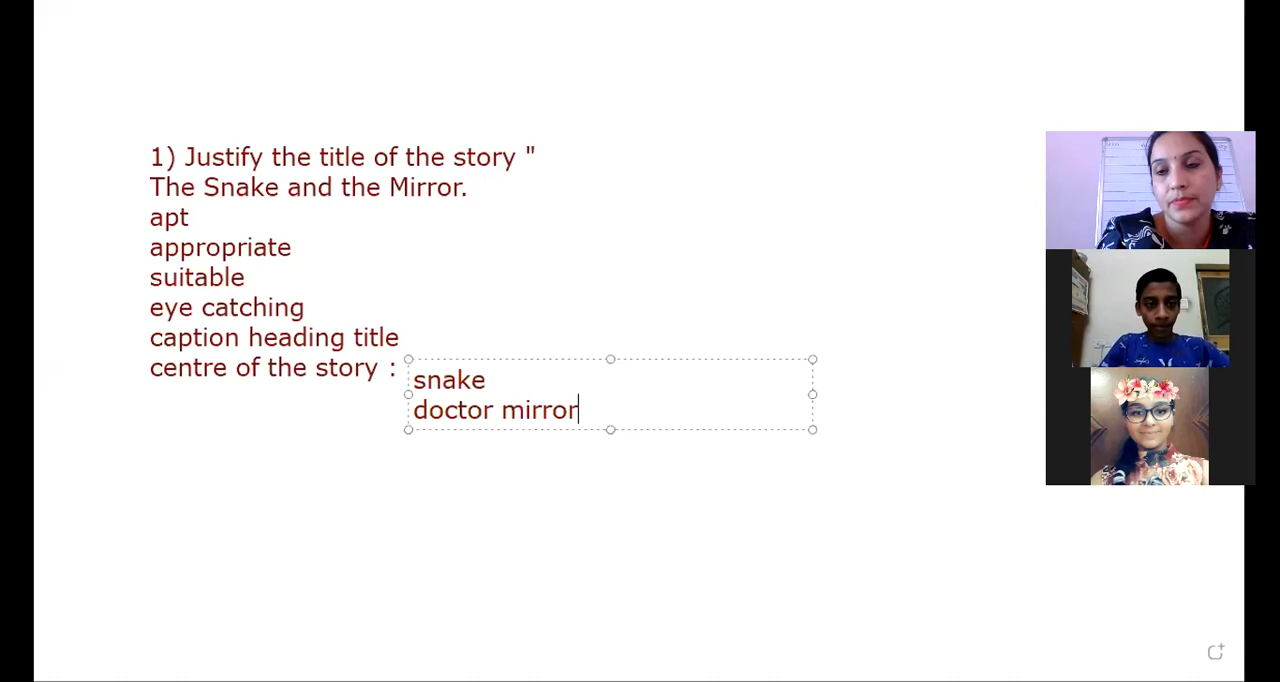 1) Justify the title of the story "
The Snake and the Mirror.
apt
appropriate
suitable
eye catching
caption heading title
centre of the story :
snake
doctor mirror